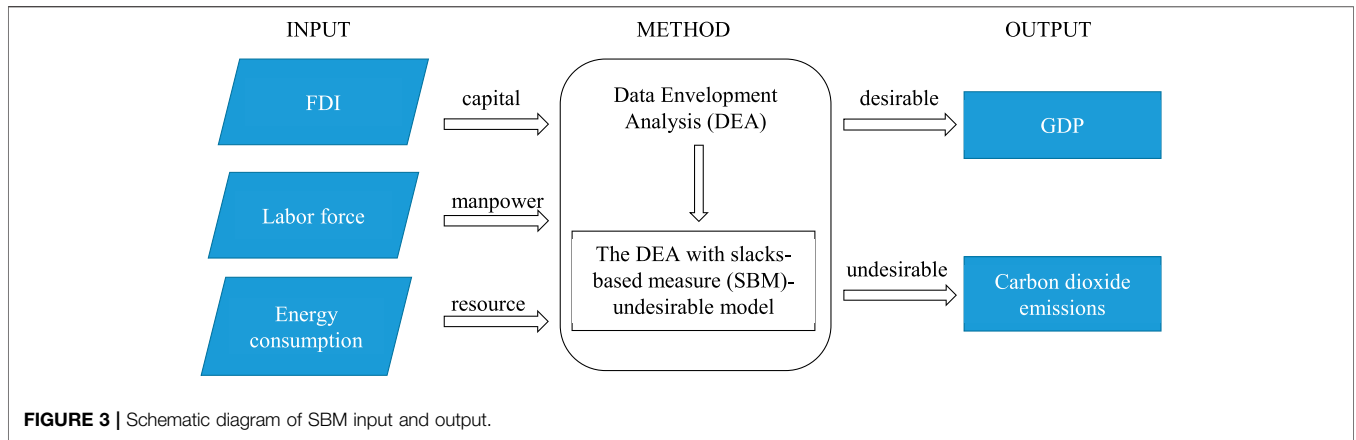 INPUT
METHOD
OUTPUT
FDI
capital
Data Envelopment
Analysis (DEA)
desirable
GDP
Labor force
manpower
The DEA with slacks-
based measure (SBM)-
undesirable model
undesirable
Carbon dioxide
emissions
Energy
consumption
resource
FIGURE 3 | Schematic diagram of SBM input and output.